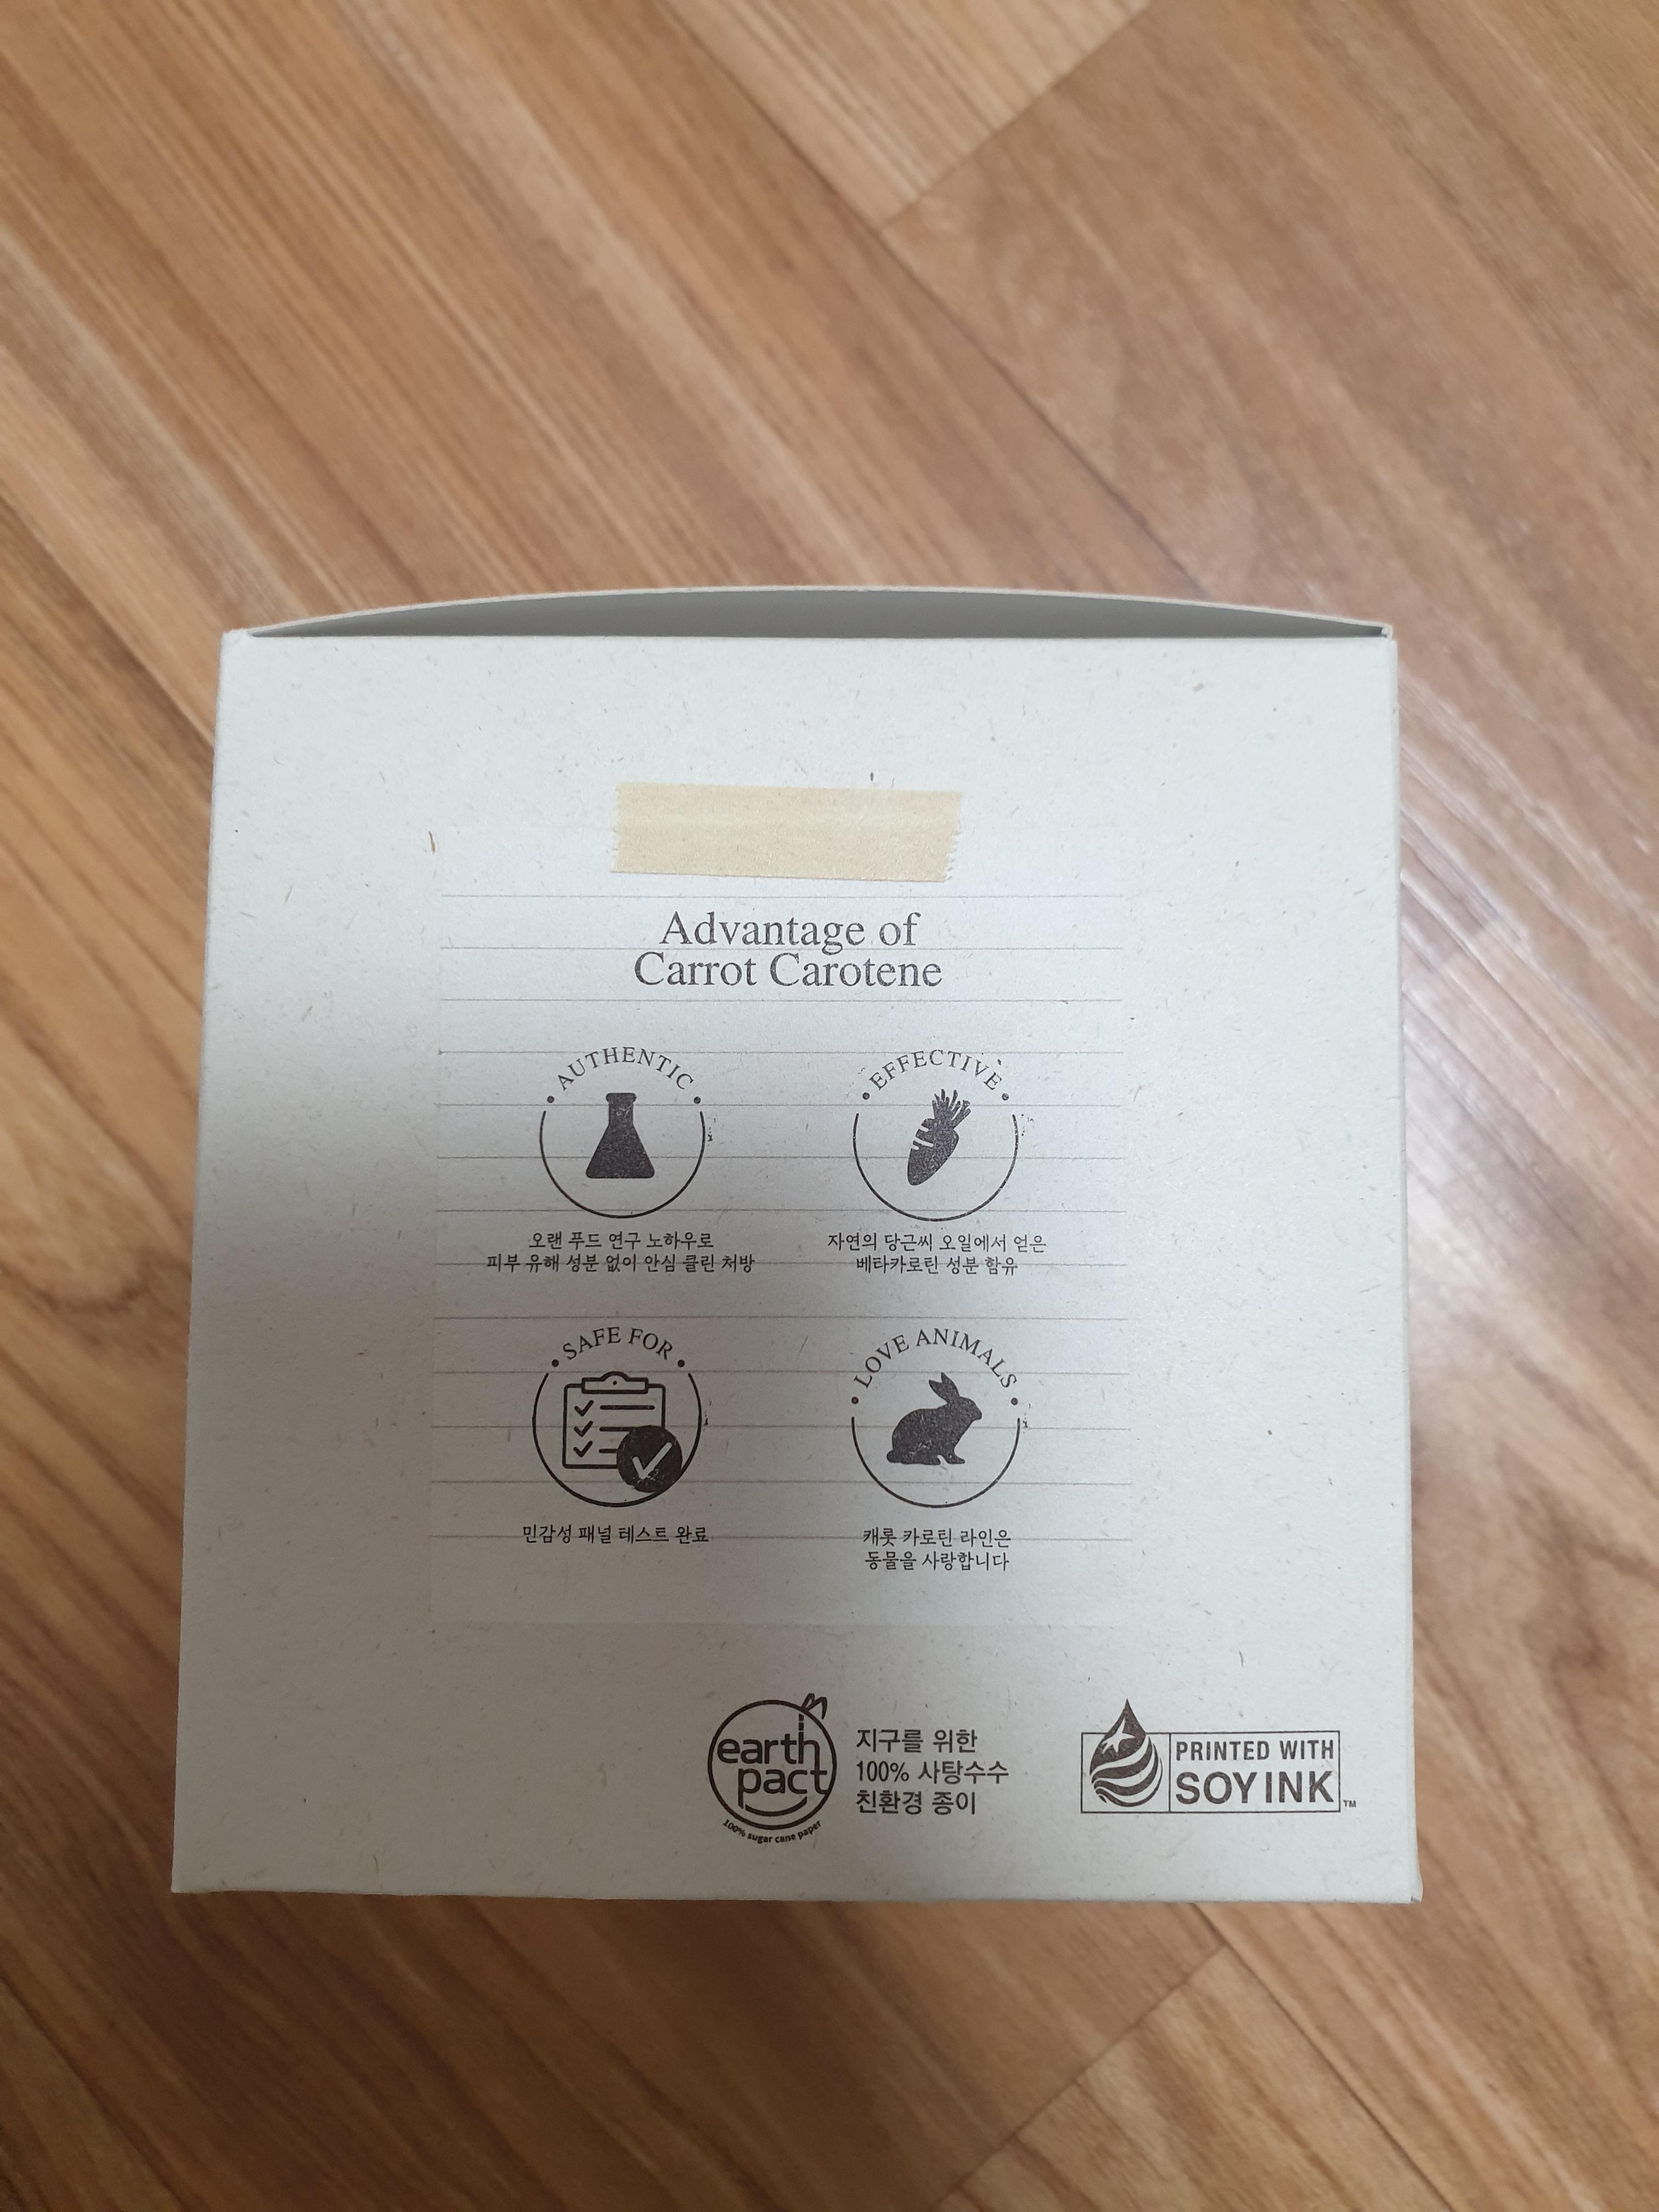 Advantage of
Carrot Carotene
AUTHENTIC
오랜 푸드 연구 노하우로
피부 유해 성분 없이 안심 클린 처방
EFFECTIVE
자연의 당근씨 오일에서 얻은
베타카로틴 성분 함유
SAFE FOR
민감성 패널 테스트 완료
LOVE ANIMALS
캐롯 카로틴 라인은
동물을 사랑합니다
earth
pact
100% sugar cane paper
지구를 위한
100% 사탕수수
친환경 종이
PRINTED WITH
SOY INK™